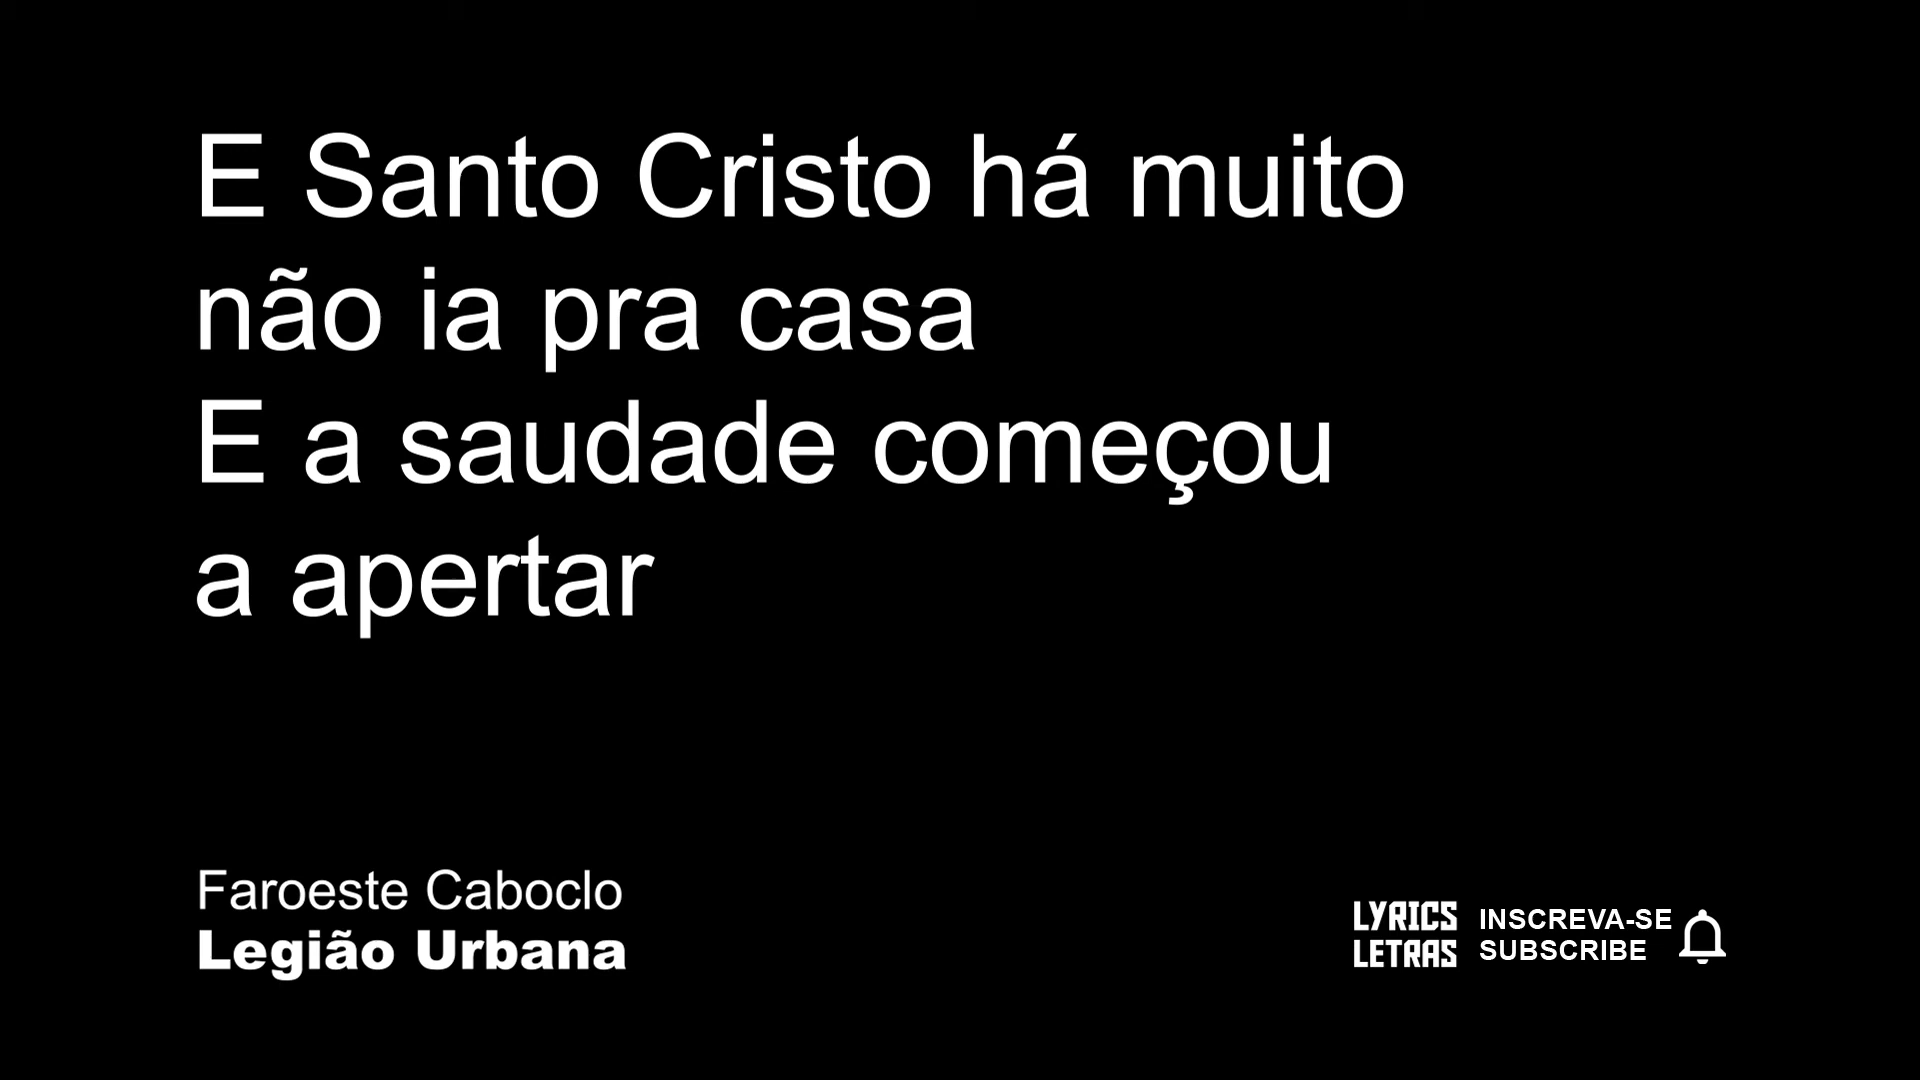 E Santo Cristo há muito
não ia pra casa
E a saudade começou
a apertar
Faroeste Caboclo
Legião Urbana
LYRICS
LETRAS
INSCREVA-SE
SUBSCRIBE